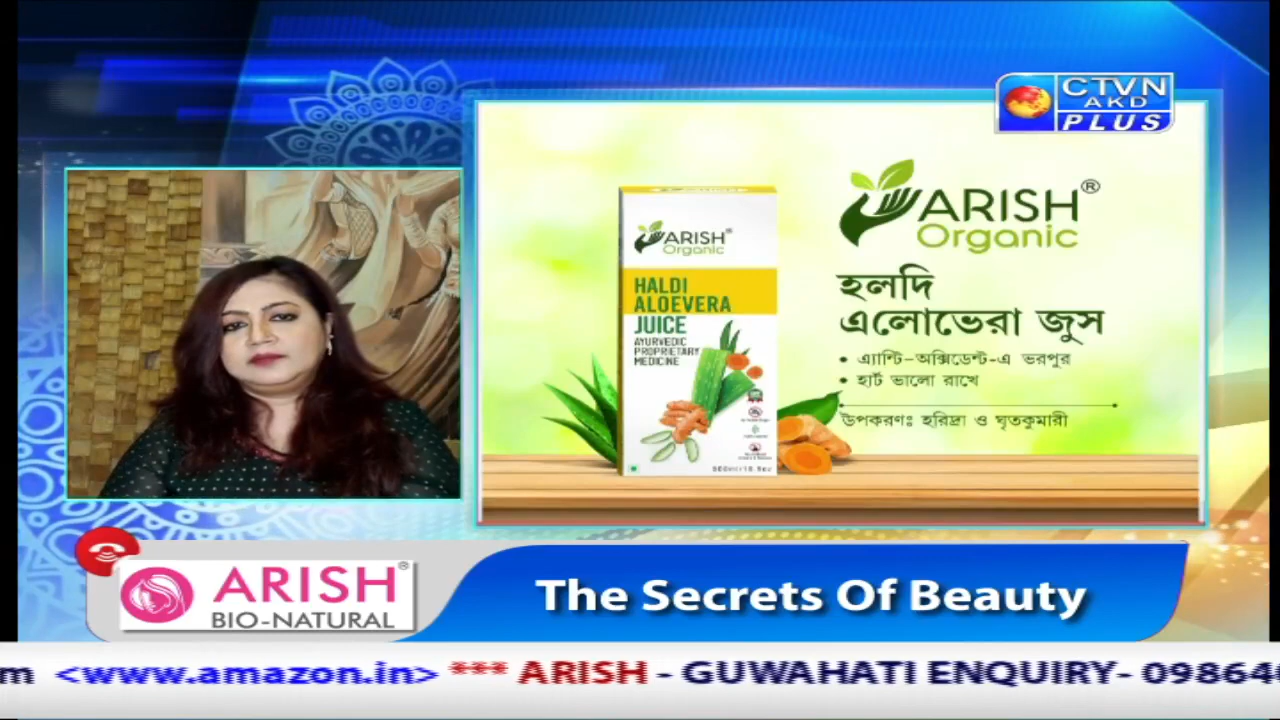 CTVN
AKD
PLUS
ARISH®
Organic
হলদি
এলোভেরা জুস
• এ্যান্টি-অক্সিডেন্ট-এ ভরপুর
• হার্ট ভালো রাখে
উপকরণঃ হরিদ্রা ও ঘৃতকুমারী
ARISH®
Organic
HALDI
ALOEVERA
JUICE
AYURVEDIC
PROPRIETARY
MEDICINE
ARISH®
BIO-NATURAL
The Secrets Of Beauty
m <www.amazon.in> *** ARISH - GUWAHATI ENQUIRY- 098640